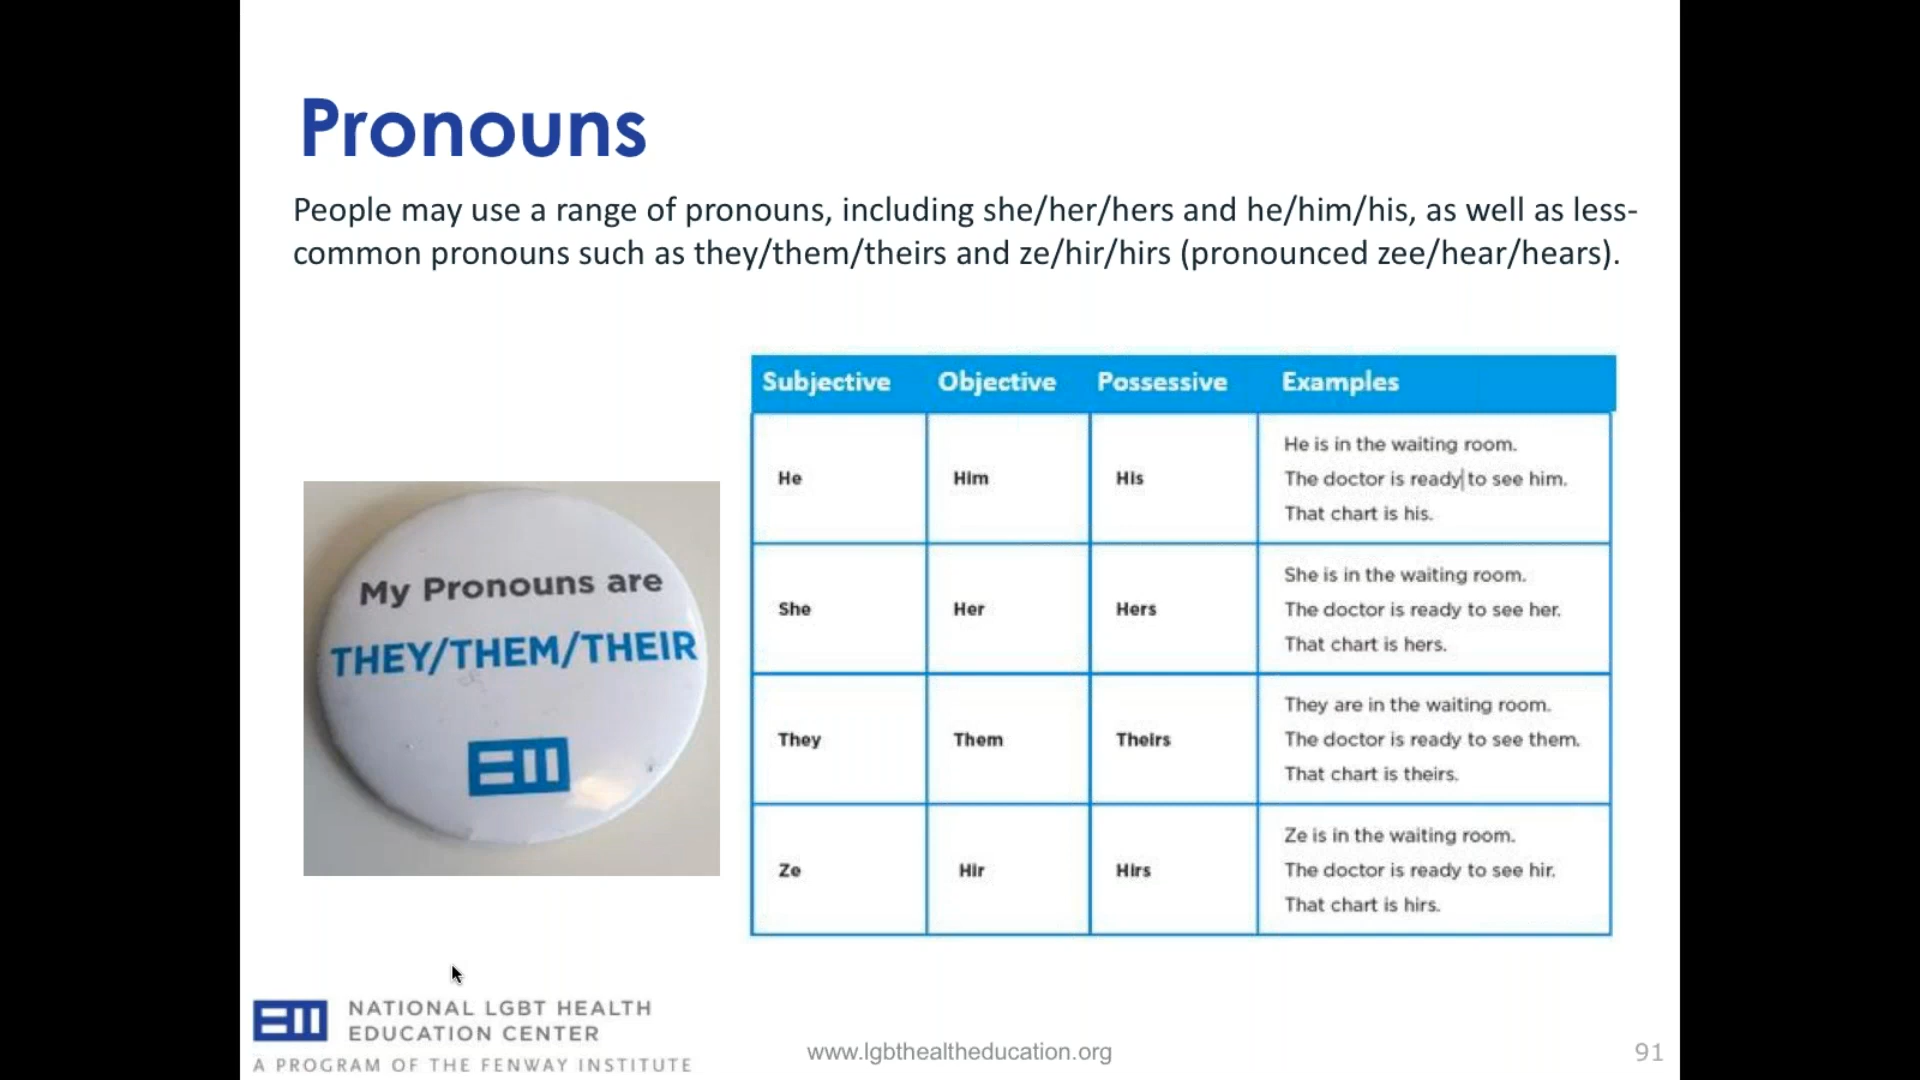 Pronouns
People may use a range of pronouns, including she/her/hers and he/him/his, as well as less-
common pronouns such as they/them/theirs and ze/hir/hirs (pronounced zee/hear/hears).
My Pronouns are
THEY/THEM/THEIR
Subjective Objective Possessive Examples
He Him His
He is in the waiting room.
The doctor is ready to see him.
That chart is his.
She Her Hers
She is in the waiting room.
The doctor is ready to see her.
That chart is hers.
They Them Theirs
They are in the waiting room.
The doctor is ready to see them.
That chart is theirs.
Ze Hir Hirs
Ze is in the waiting room.
The doctor is ready to see hir.
That chart is hirs.
NATIONAL LGBT HEALTH
EDUCATION CENTER
A PROGRAM OF THE FENWAY INSTITUTE
www.lgbthealtheducation.org
91